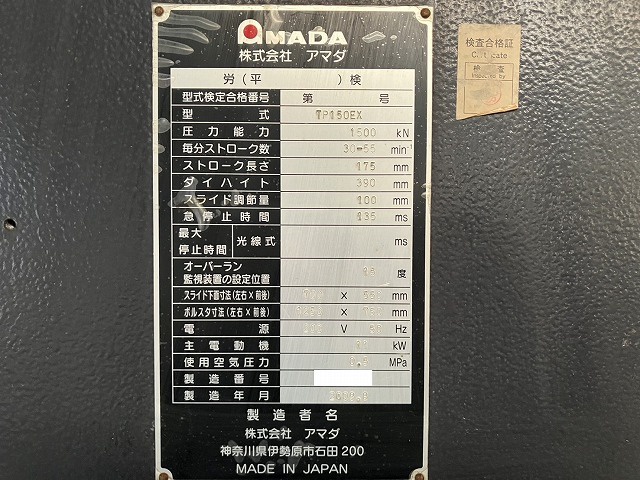 AMADA
株式会社 アマダ
労(平 )検
型式検定合格番号 第 号
型式 TP150EX
圧力能力 1500 kN
毎分ストローク数 30-55 min⁻¹
ストローク長さ 175 mm
ダイハイト 390 mm
スライド調節量 100 mm
急停止時間 135 ms
最大停止時間 光線式 ms
オーバーラン
監視装置の設定位置 15 度
スライド下面寸法(左右×前後) × mm
ボルスタ寸法(左右×前後) × mm
電源 V Hz
主電動機 kW
使用空気圧力 MPa
製造番号
製造年月
製造者名
株式会社 アマダ
神奈川県伊勢原市石田 200
MADE IN JAPAN
検査合格証
検査
Inspected by